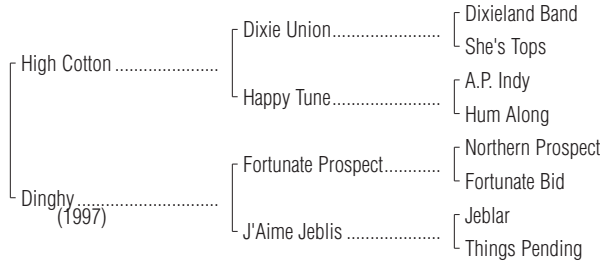 Dixieland Band
Dixie Union
She's Tops
High Cotton
A.P. Indy
Happy Tune
Hum Along
Northern Prospect
Fortunate Prospect
Fortunate Bid
Dinghy
(1997)
Jeblar
J'Aime Jeblis
Things Pending